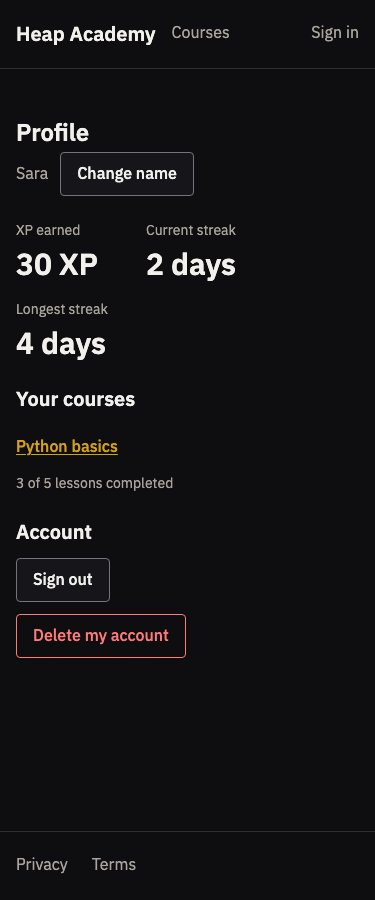 Heap Academy Courses Sign in
Profile
Sara Change name
XP earned Current streak
30 XP 2 days
Longest streak
4 days
Your courses
Python basics
3 of 5 lessons completed
Account
Sign out
Delete my account
Privacy Terms